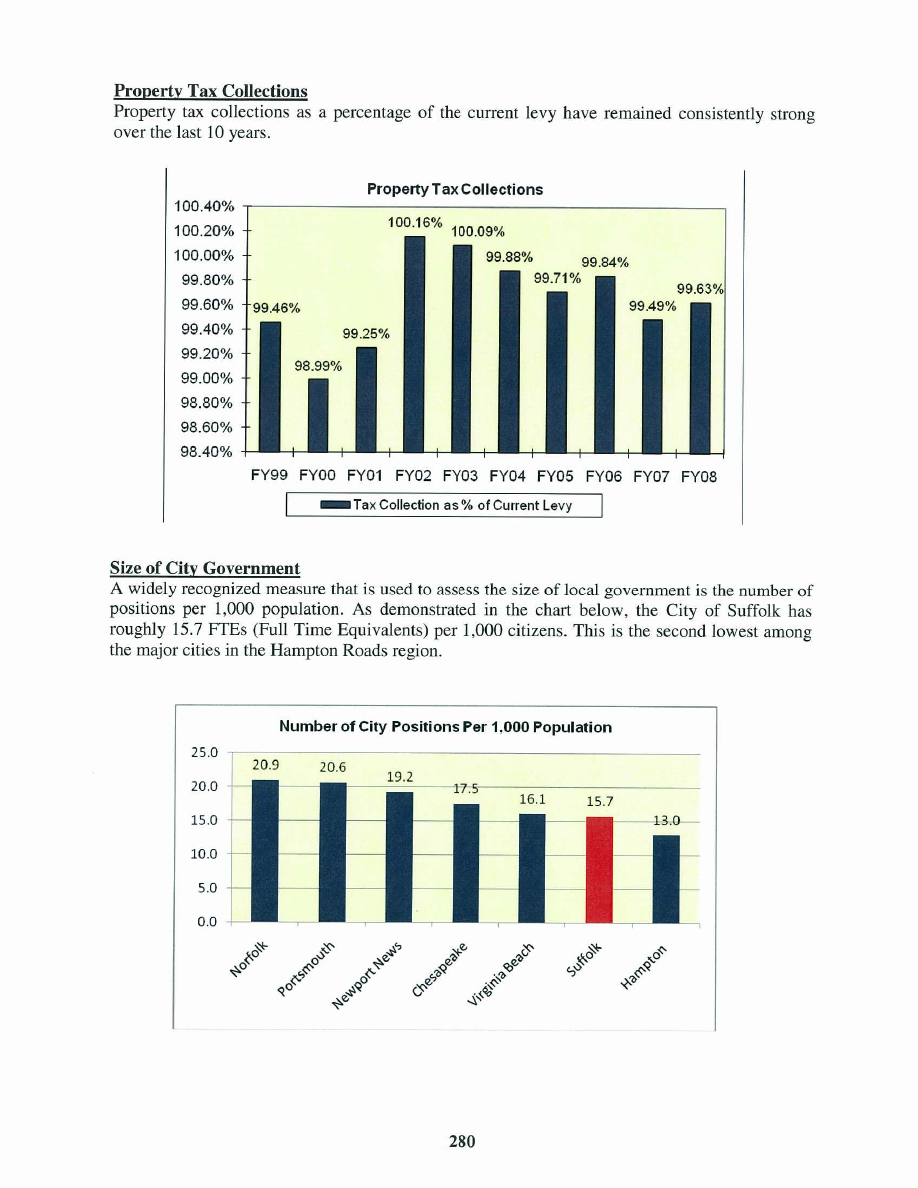 Property Tax Collections
Property tax collections as a percentage of the current levy have remained consistently strong
over the last 10 years.
Property Tax Collections
100.40%
100.20%
100.00%
99.80%
99.60%
99.40%
99.20%
99.00%
98.80%
98.60%
98.40%
99.46%
98.99%
99.25%
100.16%
100.09%
99.88%
99.71%
99.84%
99.49%
99.63%
FY99 FY00 FY01 FY02 FY03 FY04 FY05 FY06 FY07 FY08
Tax Collection as % of Current Levy
Size of City Government
A widely recognized measure that is used to assess the size of local government is the number of
positions per 1,000 population. As demonstrated in the chart below, the City of Suffolk has
roughly 15.7 FTEs (Full Time Equivalents) per 1,000 citizens. This is the second lowest among
the major cities in the Hampton Roads region.
Number of City Positions Per 1,000 Population
25.0
20.0
15.0
10.0
5.0
0.0
20.9
20.6
19.2
17.5
16.1
15.7
13.0
Norfolk
Portsmouth
Newport News
Chesapeake
Virginia Beach
Suffolk
Hampton
280